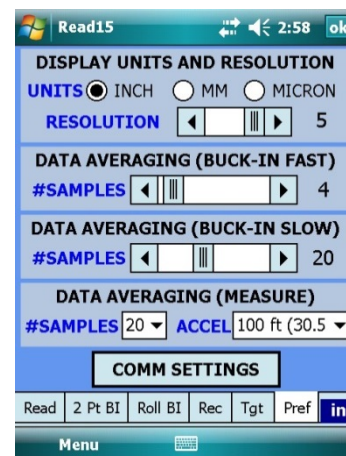 Read15 2:58 ok
DISPLAY UNITS AND RESOLUTION
UNITS INCH MM MICRON
RESOLUTION 5
DATA AVERAGING (BUCK-IN FAST)
#SAMPLES 4
DATA AVERAGING (BUCK-IN SLOW)
#SAMPLES 20
DATA AVERAGING (MEASURE)
#SAMPLES 20 ACCEL 100 ft (30.5
COMM SETTINGS
Read 2 Pt BI Roll BI Rec Tgt Pref in
Menu